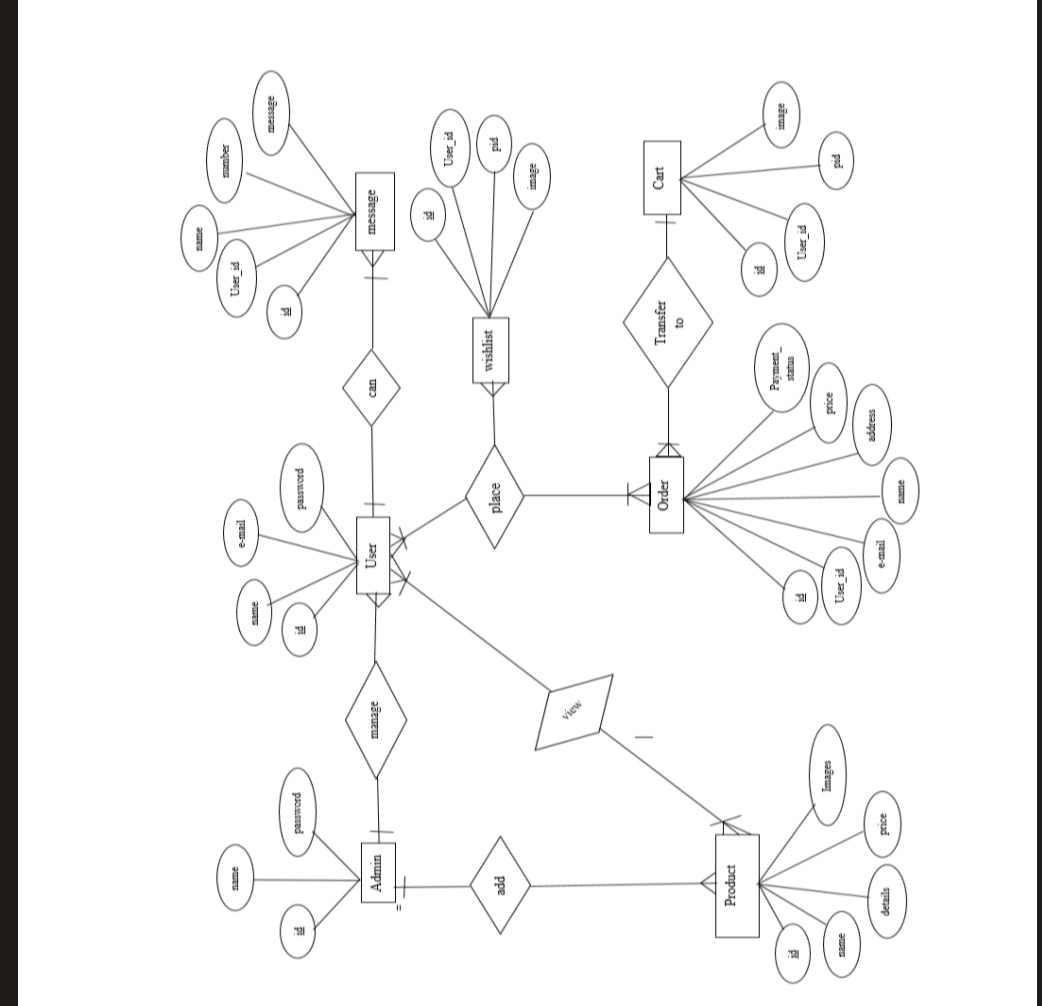 name
id
password
Admin
manage
id
name
e-mail
password
User
can
id
User_id
name
number
message
message
add
view
place
wishlist
id
User_id
pid
image
Product
id
name
details
price
Images
Order
id
User_id
e-mail
name
address
price
Payment_
status
Transfer
to
Cart
id
User_id
pid
image